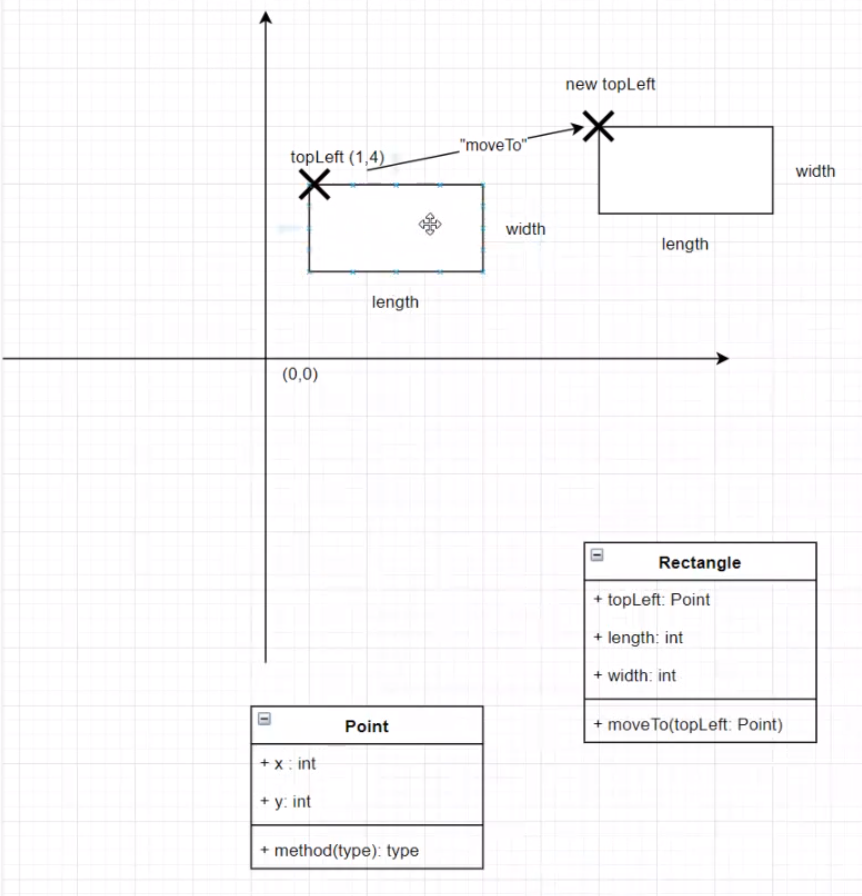 new topLeft
"moveTo"
topLeft (1,4)
width
width
length
length
(0,0)
Rectangle
+ topLeft: Point
+ length: int
+ width: int
+ moveTo(topLeft: Point)
Point
+ x : int
+ y: int
+ method(type): type